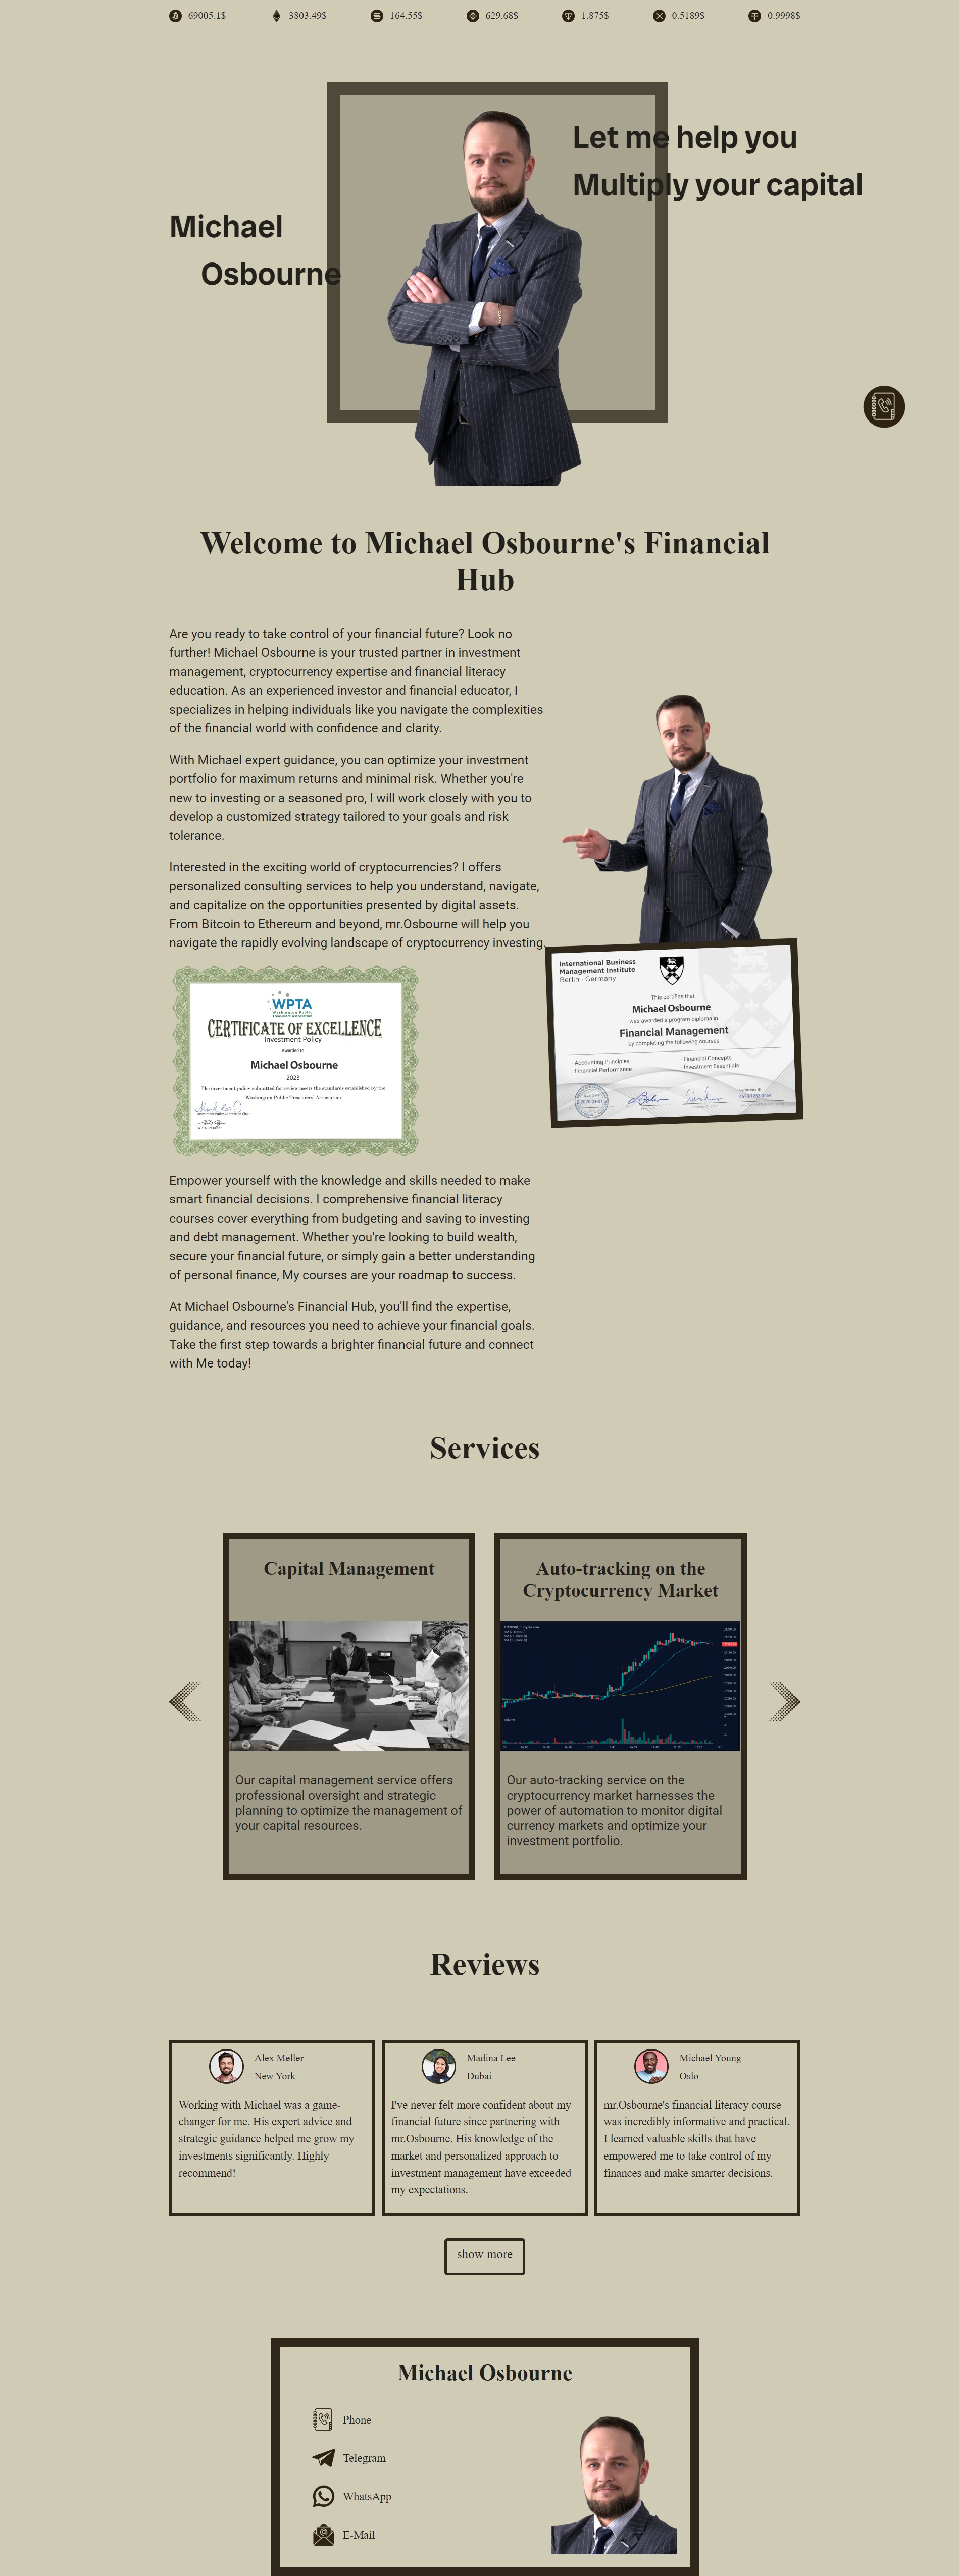 69005.1$ 3803.49$ 164.55$ 629.68$ 1.875$ 0.5189$ 0.9998$
Let me help you
Multiply your capital
Michael
Osbourne
Welcome to Michael Osbourne's Financial
Hub
Are you ready to take control of your financial future? Look no
further! Michael Osbourne is your trusted partner in investment
management, cryptocurrency expertise and financial literacy
education. As an experienced investor and financial educator, I
specializes in helping individuals like you navigate the complexities
of the financial world with confidence and clarity.
With Michael expert guidance, you can optimize your investment
portfolio for maximum returns and minimal risk. Whether you're
new to investing or a seasoned pro, I will work closely with you to
develop a customized strategy tailored to your goals and risk
tolerance.
Interested in the exciting world of cryptocurrencies? I offers
personalized consulting services to help you understand, navigate,
and capitalize on the opportunities presented by digital assets.
From Bitcoin to Ethereum and beyond, mr.Osbourne will help you
navigate the rapidly evolving landscape of cryptocurrency investing.
International Business
Management Institute
Berlin · Germany
This certifies that
Michael Osbourne
was awarded a program diploma in
Financial Management
by completing the following courses:
· Accounting Principles
· Financial Concepts
· Financial Performance
· Investment Essentials
WPTA
Washington Public
Treasurers Association
CERTIFICATE OF EXCELLENCE
Investment Policy
Awarded to
Michael Osbourne
2023
The investment policy submitted for review meets the standards established by the
Washington Public Treasurers' Association
Investment Policy Committee Chair
WPTA President
Empower yourself with the knowledge and skills needed to make
smart financial decisions. I comprehensive financial literacy
courses cover everything from budgeting and saving to investing
and debt management. Whether you're looking to build wealth,
secure your financial future, or simply gain a better understanding
of personal finance, My courses are your roadmap to success.
At Michael Osbourne's Financial Hub, you'll find the expertise,
guidance, and resources you need to achieve your financial goals.
Take the first step towards a brighter financial future and connect
with Me today!
Services
Capital Management
Our capital management service offers
professional oversight and strategic
planning to optimize the management of
your capital resources.
Auto-tracking on the
Cryptocurrency Market
Our auto-tracking service on the
cryptocurrency market harnesses the
power of automation to monitor digital
currency markets and optimize your
investment portfolio.
Reviews
Alex Meller
New York
Working with Michael was a game-
changer for me. His expert advice and
strategic guidance helped me grow my
investments significantly. Highly
recommend!
Madina Lee
Dubai
I've never felt more confident about my
financial future since partnering with
mr.Osbourne. His knowledge of the
market and personalized approach to
investment management have exceeded
my expectations.
Michael Young
Oslo
mr.Osbourne's financial literacy course
was incredibly informative and practical.
I learned valuable skills that have
empowered me to take control of my
finances and make smarter decisions.
show more
Michael Osbourne
Phone
Telegram
WhatsApp
E-Mail